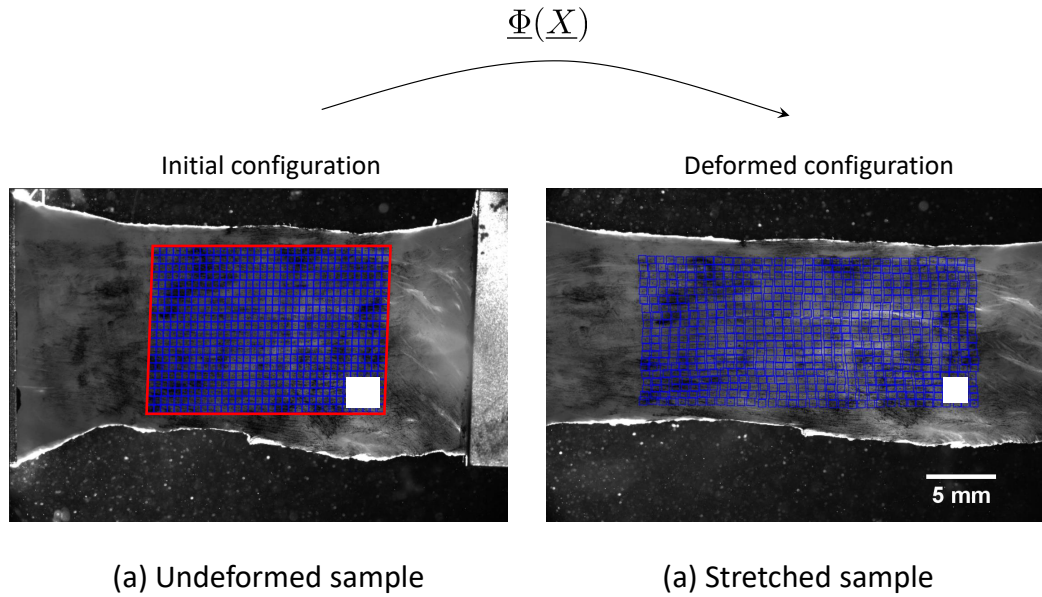 Φ(X)
Initial configuration
Deformed configuration
5 mm
(a) Undeformed sample
(a) Stretched sample